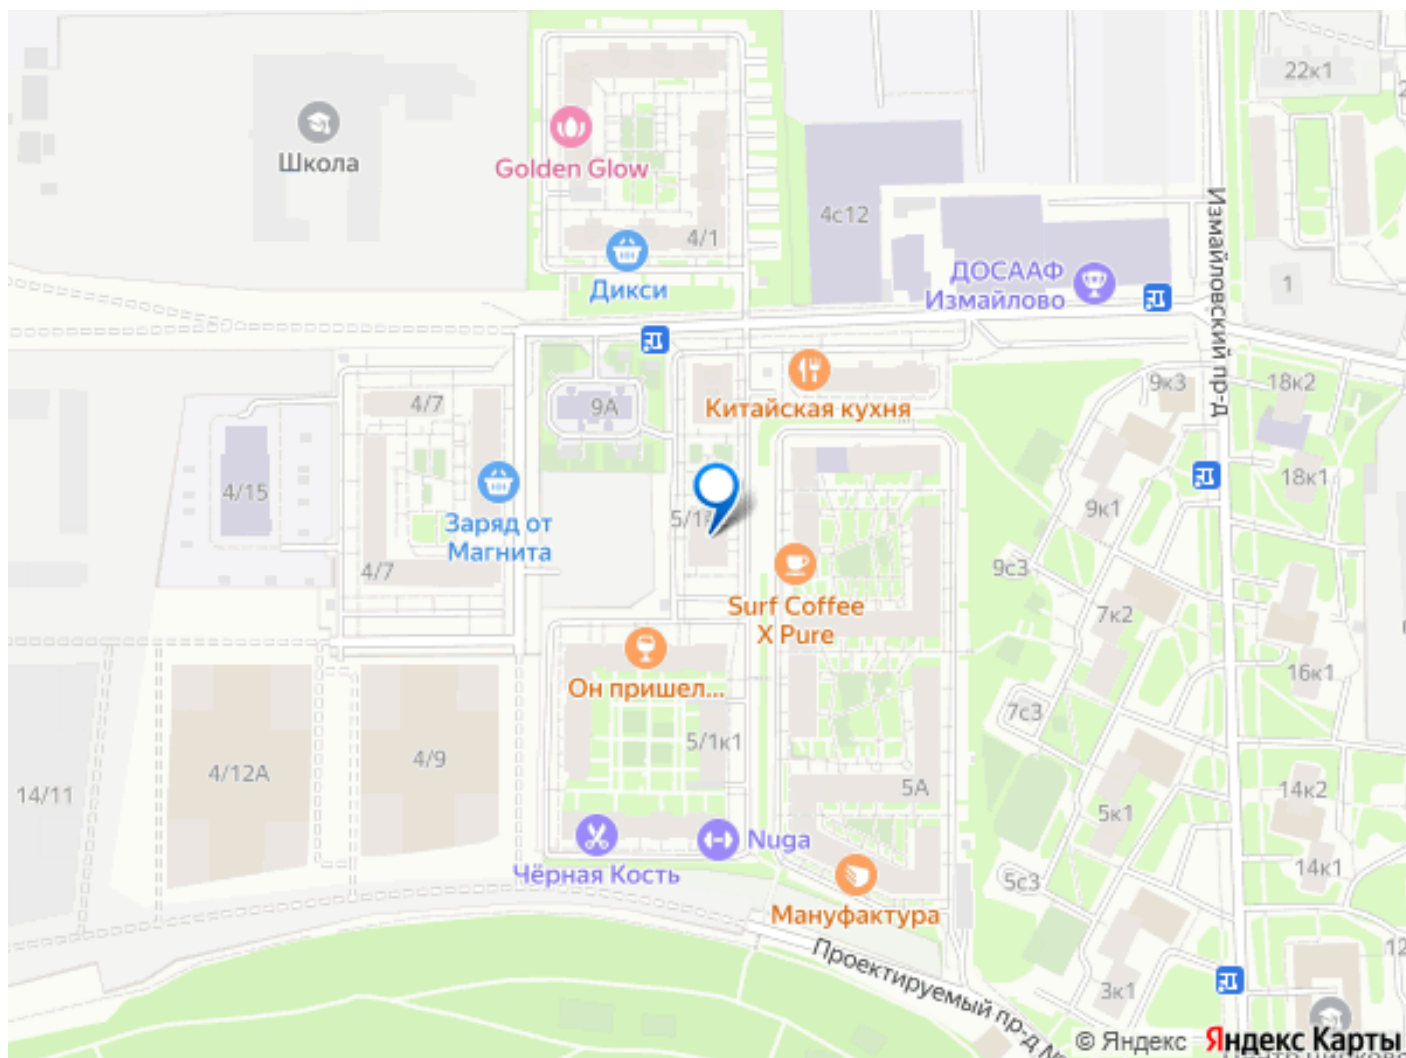 22к1
Школа
Golden Glow
4с12
4/1
Измайловский пр-д
ДОСААФ
Измайлово
1
Дикси
9к3
18к2
4/7
9А
Китайская кухня
4/15
18к1
9к1
Заряд от
Магнита
4/7
9с3
Surf Coffee
X Pure
7к2
16к1
Он пришел...
7с3
5/1к1
4/12А
4/9
14/11
5А
14к2
5к1
Nuga
Чёрная Кость
5с3
14к1
Мануфактура
Проектируемый пр-д
3к1
© Яндекс
Яндекс Карты